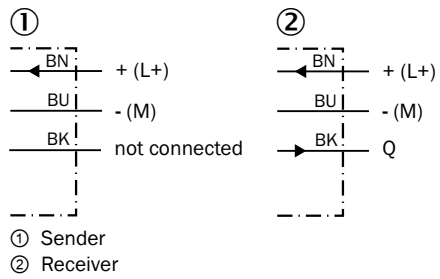 ① ②
BN + (L+) BN + (L+)
BU - (M) BU - (M)
BK not connected BK Q
① Sender
② Receiver